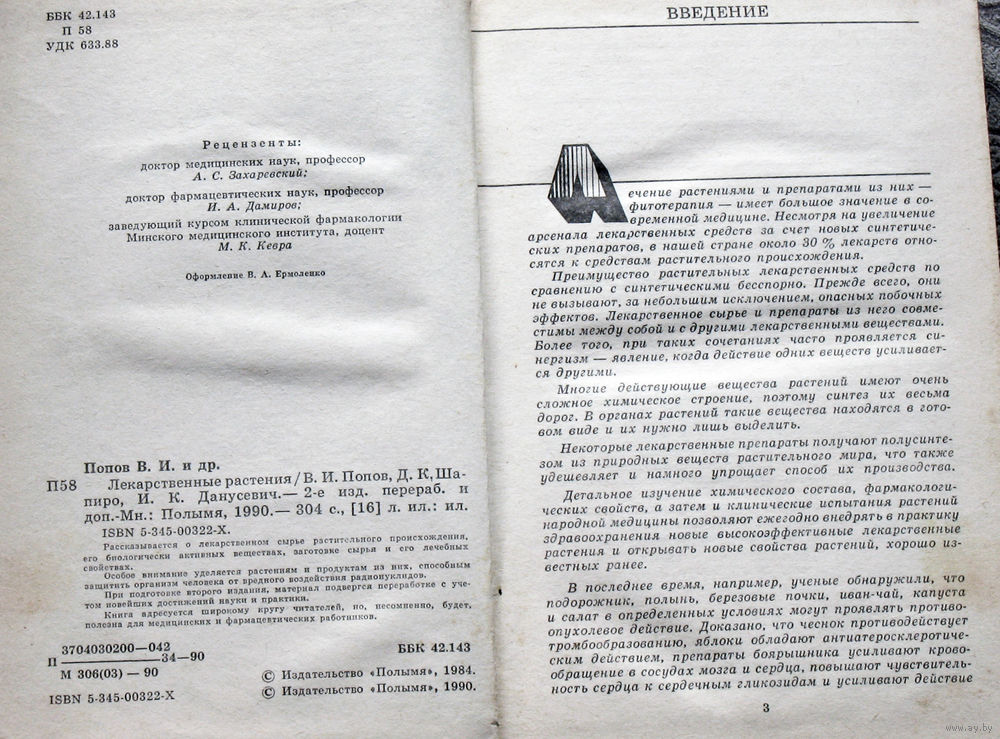 ББК 42.143
П 58
УДК 633.88
Рецензенты:
доктор медицинских наук, профессор
А. С. Захаревский;
доктор фармацевтических наук, профессор
И. А. Дамиров;
заведующий курсом клинической фармакологии
Минского медицинского института, доцент
М. К. Кевра
Оформление В. А. Ермоленко
Попов В. И. и др.
П58 Лекарственные растения/В. И. Попов, Д. К, Ша-
пиро, И. К. Данусевич.— 2-е изд. перераб. и
доп.-Мн.: Полымя, 1990.— 304 с., [16] л. ил.: ил.
ISBN 5-345-00322-X.
Рассказывается о лекарственном сырье растительного происхождения,
его биологически активных веществах, заготовке сырья и его лечебных
свойствах.
Особое внимание уделяется растениям и продуктам из них, способным
защитить организм человека от вредного воздействия радионуклидов.
При подготовке второго издания, материал подвергся переработке с уче-
том новейших достижений науки и практики.
Книга адресуется широкому кругу читателей, но, несомненно, будет,
полезна для медицинских и фармацевтических работников.
3704030200—042
П 34—90
М 306(03) — 90
ББК 42.143
ISBN 5-345-00322-X
© Издательство «Полымя», 1984.
© Издательство «Полымя», 1990.
ВВЕДЕНИЕ
Лечение растениями и препаратами из них —
фитотерапия — имеет большое значение в со-
временной медицине. Несмотря на увеличение
арсенала лекарственных средств за счет новых синтетиче-
ских препаратов, в нашей стране около 30 % лекарств отно-
сятся к средствам растительного происхождения.
Преимущество растительных лекарственных средств по
сравнению с синтетическими бесспорно. Прежде всего, они
не вызывают, за небольшим исключением, опасных побочных
эффектов. Лекарственное сырье и препараты из него совме-
стимы между собой и с другими лекарственными веществами.
Более того, при таких сочетаниях часто проявляется си-
нергизм — явление, когда действие одних веществ усиливает-
ся другими.
Многие действующие вещества растений имеют очень
сложное химическое строение, поэтому синтез их весьма
дорог. В органах растений такие вещества находятся в гото-
вом виде и их нужно лишь выделить.
Некоторые лекарственные препараты получают полусинте-
зом из природных веществ растительного мира, что также
удешевляет и намного упрощает способ их производства.
Детальное изучение химического состава, фармакологи-
ческих свойств, а затем и клинические испытания растений
народной медицины позволяют ежегодно внедрять в практику
здравоохранения новые высокоэффективные лекарственные
растения и открывать новые свойства растений, хорошо из-
вестных ранее.
В последнее время, например, ученые обнаружили, что
подорожник, полынь, березовые почки, иван-чай, капуста
и салат в определенных условиях могут проявлять противо-
опухолевое действие. Доказано, что чеснок противодействует
тромбообразованию, яблоки обладают антиатеросклеротиче-
ским действием, препараты боярышника усиливают крово-
обращение в сосудах мозга и сердца, повышают чувствитель-
ность сердца к сердечным гликозидам и усиливают действие
3
www.ay.by